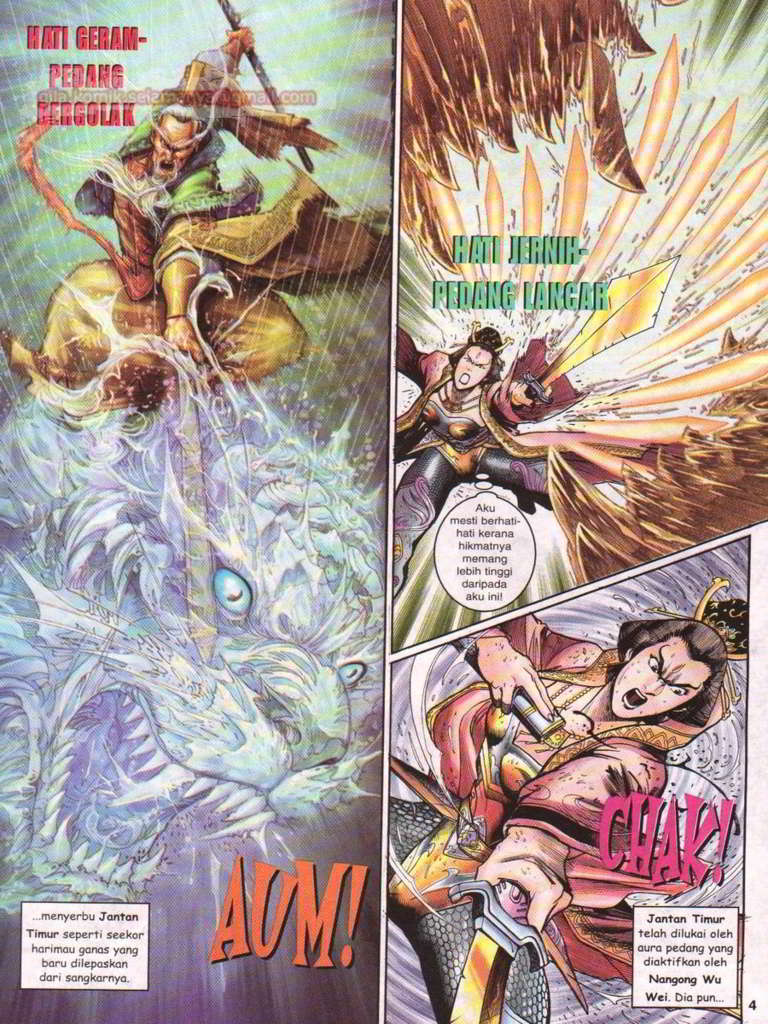 HATI GERAM-
PEDANG
BERGOLAK
HATI JERNIH-
PEDANG LANCAR
Aku
mesti berhati-
hati kerana
hikmatnya
memang
lebih tinggi
daripada
aku ini!
CHAK!
AUM!
...menyerbu Jantan
Timur seperti seekor
harimau ganas yang
baru dilepaskan
dari sangkarnya.
Jantan Timur
telah dilukai oleh
aura pedang yang
diaktifkan oleh
Nangong Wu
Wei. Dia pun...
4